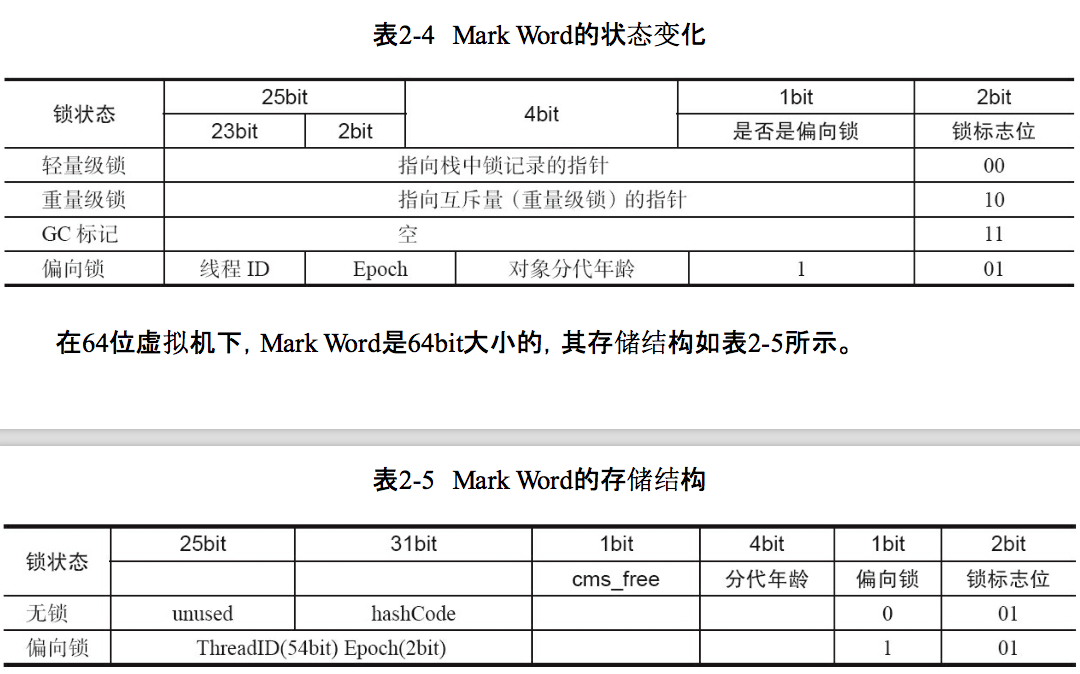 表2-4 Mark Word的状态变化
锁状态 25bit 4bit 1bit 2bit
23bit 2bit 是否是偏向锁 锁标志位
轻量级锁 指向栈中锁记录的指针 00
重量级锁 指向互斥量（重量级锁）的指针 10
GC 标记 空 11
偏向锁 线程 ID Epoch 对象分代年龄 1 01
在64位虚拟机下，Mark Word是64bit大小的，其存储结构如表2-5所示。
表2-5 Mark Word的存储结构
锁状态 25bit 31bit 1bit 4bit 1bit 2bit
cms_free 分代年龄 偏向锁 锁标志位
无锁 unused hashCode 0 01
偏向锁 ThreadID(54bit) Epoch(2bit) 1 01